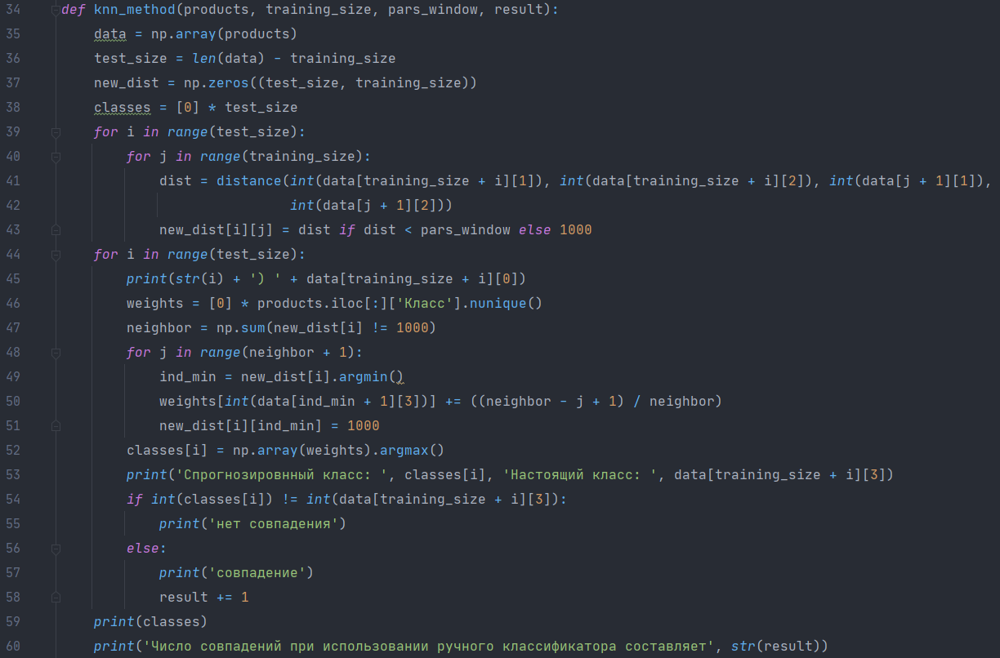 34 def knn_method(products, training_size, pars_window, result):
35     data = np.array(products)
36     test_size = len(data) - training_size
37     new_dist = np.zeros((test_size, training_size))
38     classes = [0] * test_size
39     for i in range(test_size):
40         for j in range(training_size):
41             dist = distance(int(data[training_size + i][1]), int(data[training_size + i][2]), int(data[j + 1][1]),
42                             int(data[j + 1][2]))
43             new_dist[i][j] = dist if dist < pars_window else 1000
44     for i in range(test_size):
45         print(str(i) + ') ' + data[training_size + i][0])
46         weights = [0] * products.iloc[:]['Класс'].nunique()
47         neighbor = np.sum(new_dist[i] != 1000)
48         for j in range(neighbor + 1):
49             ind_min = new_dist[i].argmin()
50             weights[int(data[ind_min + 1][3])] += ((neighbor - j + 1) / neighbor)
51             new_dist[i][ind_min] = 1000
52         classes[i] = np.array(weights).argmax()
53         print('Спрогнозировнный класс: ', classes[i], 'Настоящий класс: ', data[training_size + i][3])
54         if int(classes[i]) != int(data[training_size + i][3]):
55             print('нет совпадения')
56         else:
57             print('совпадение')
58             result += 1
59     print(classes)
60     print('Число совпадений при использовании ручного классификатора составляет', str(result))